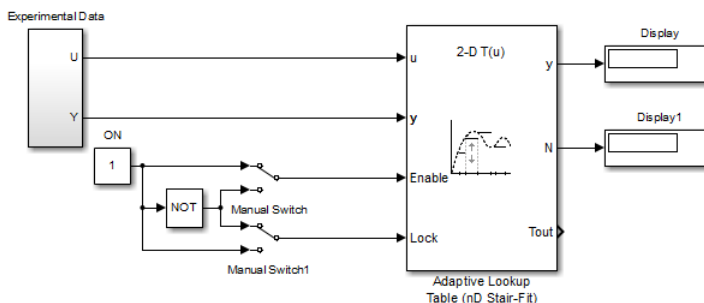 Experimental Data
U
Y
ON
1
NOT
Manual Switch
Manual Switch1
2-D T(u)
u
y
Enable
Lock
y
N
Tout
Adaptive Lookup
Table (nD Stair-Fit)
Display
Display1